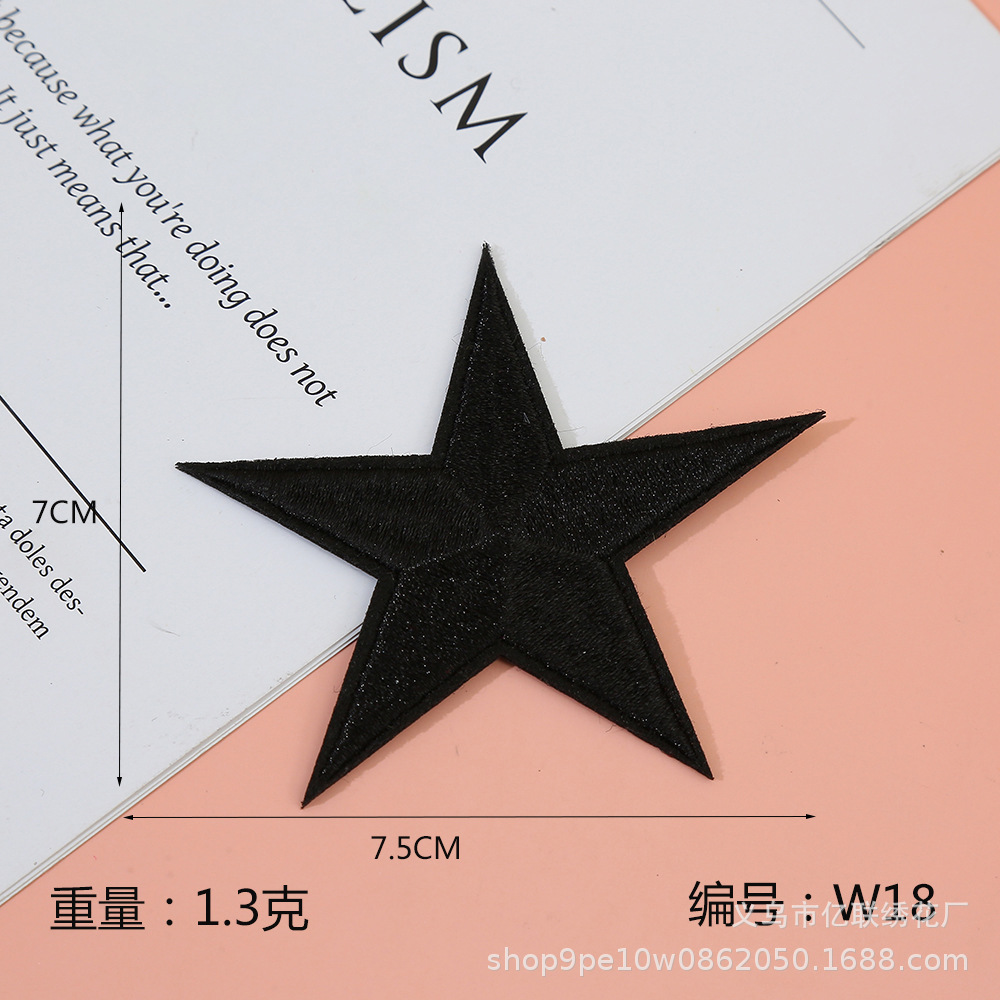 LISM
because what you're doing does not
It just means that...
7CM
ta doles des-
endem
7.5CM
重量：1.3克
编号：W18
义乌市亿联绣花厂
shop9pe10w0862050.1688.com